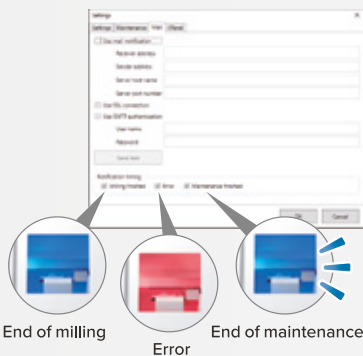 Settings
Settings Maintenance Mail VPanel
Use mail notification
Receiver address
Sender address
Server host name
Server port number
Use SSL connection
Use SMTP authentication
User name
Password
Send test
Notification timing
Milling finished Error Maintenance finished
OK Cancel
End of milling
Error
End of maintenance